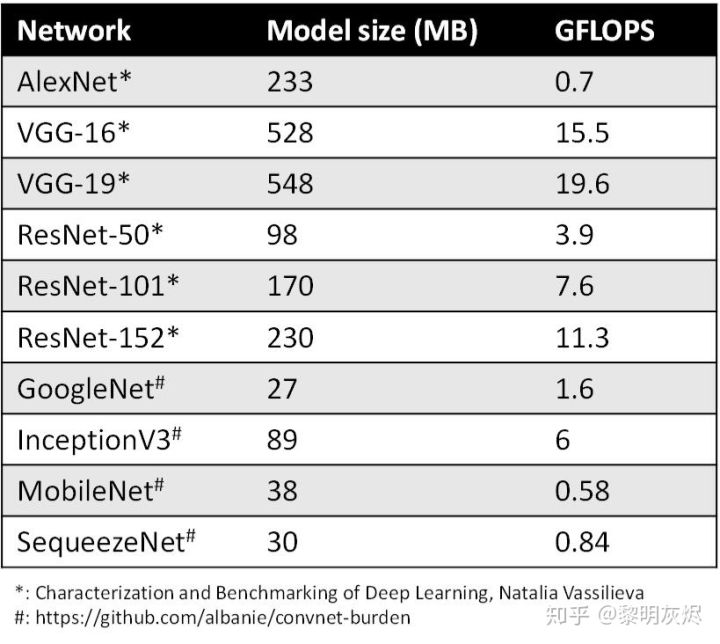 Network Model size (MB) GFLOPS
AlexNet* 233 0.7
VGG-16* 528 15.5
VGG-19* 548 19.6
ResNet-50* 98 3.9
ResNet-101* 170 7.6
ResNet-152* 230 11.3
GoogleNet# 27 1.6
InceptionV3# 89 6
MobileNet# 38 0.58
SequeezeNet# 30 0.84
*: Characterization and Benchmarking of Deep Learning, Natalia Vassilieva
#: https://github.com/albanie/convnet-burden
知乎 @黎明灰烬